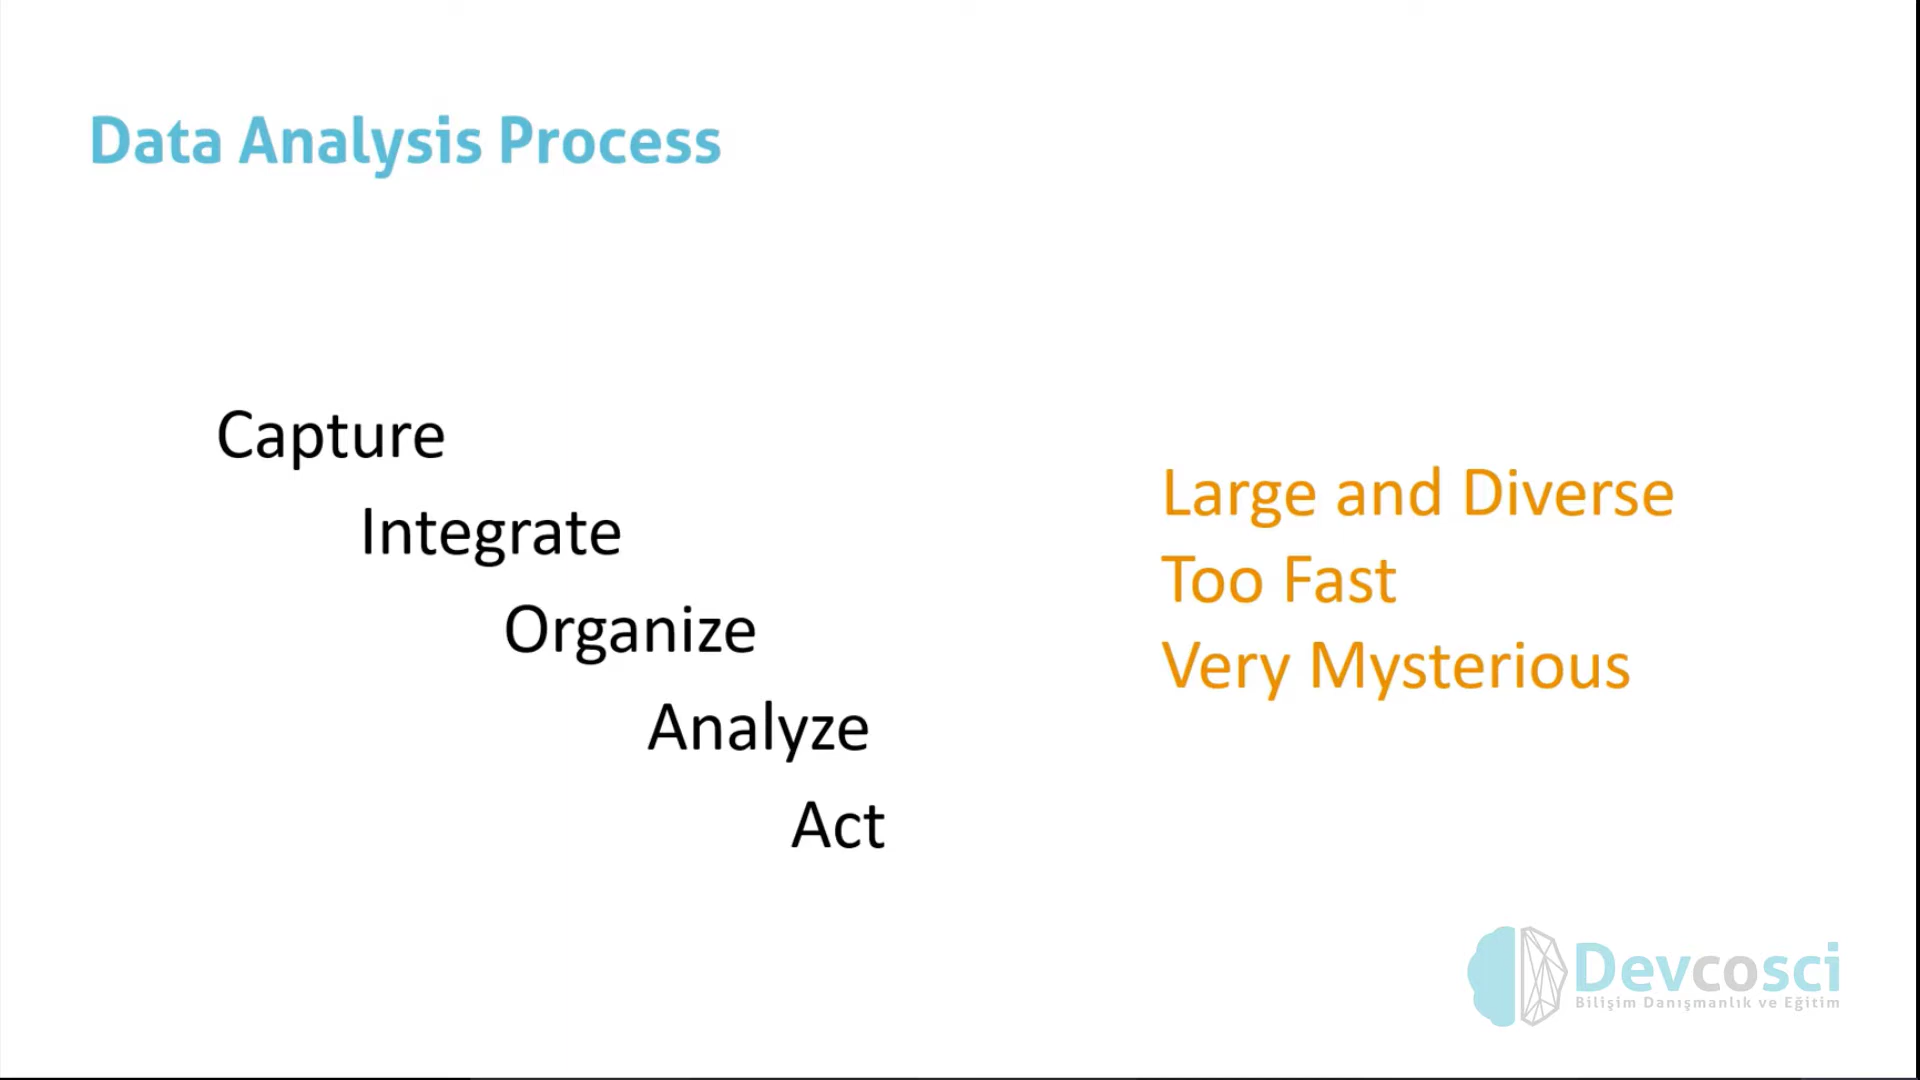 Data Analysis Process
Capture
Integrate
Organize
Analyze
Act
Large and Diverse
Too Fast
Very Mysterious
Devcosci
Bilişim Danışmanlık ve Eğitim